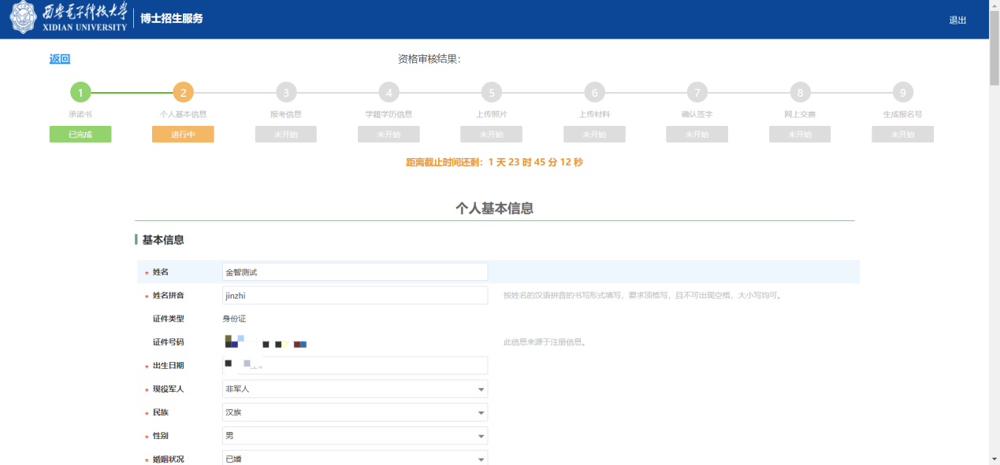 西安电子科技大学 博士招生服务
XIDIAN UNIVERSITY
退出
返回 资格审核结果：
1 2 3 4 5 6 7 8 9
承诺书 个人基本信息 报考信息 学籍学历信息 上传照片 上传材料 确认签字 网上交费 生成报名号
已完成 进行中 未开始 未开始 未开始 未开始 未开始 未开始 未开始
距离截止时间还剩：1 天 23 时 45 分 12 秒
个人基本信息
基本信息
* 姓名 金智测试
* 姓名拼音 jinzhi 按姓名的汉语拼音的书写形式填写，要求顶格写，且不可出现空格，大小写均可。
证件类型 身份证
证件号码 此信息来源于注册信息。
* 出生日期
* 现役军人 非军人
* 民族 汉族
* 性别 男
* 婚姻状况 已婚